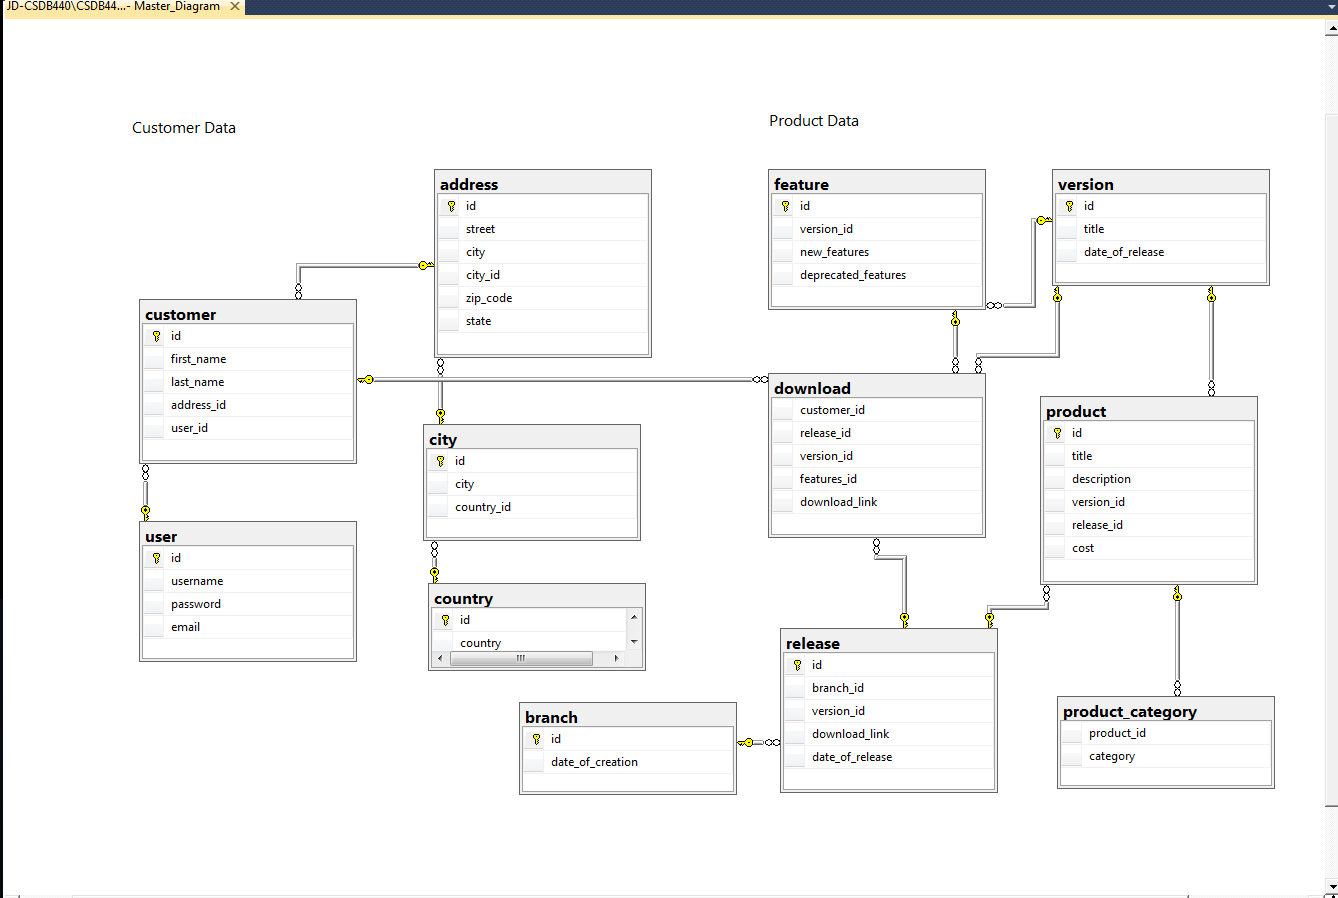 JD-CSDB440\CSDB44...- Master_Diagram
Customer Data
Product Data
address
id
street
city
city_id
zip_code
state
feature
id
version_id
new_features
deprecated_features
version
id
title
date_of_release
customer
id
first_name
last_name
address_id
user_id
download
customer_id
release_id
version_id
features_id
download_link
product
id
title
description
version_id
release_id
cost
city
id
city
country_id
user
id
username
password
email
country
id
country
release
id
branch_id
version_id
download_link
date_of_release
branch
id
date_of_creation
product_category
product_id
category